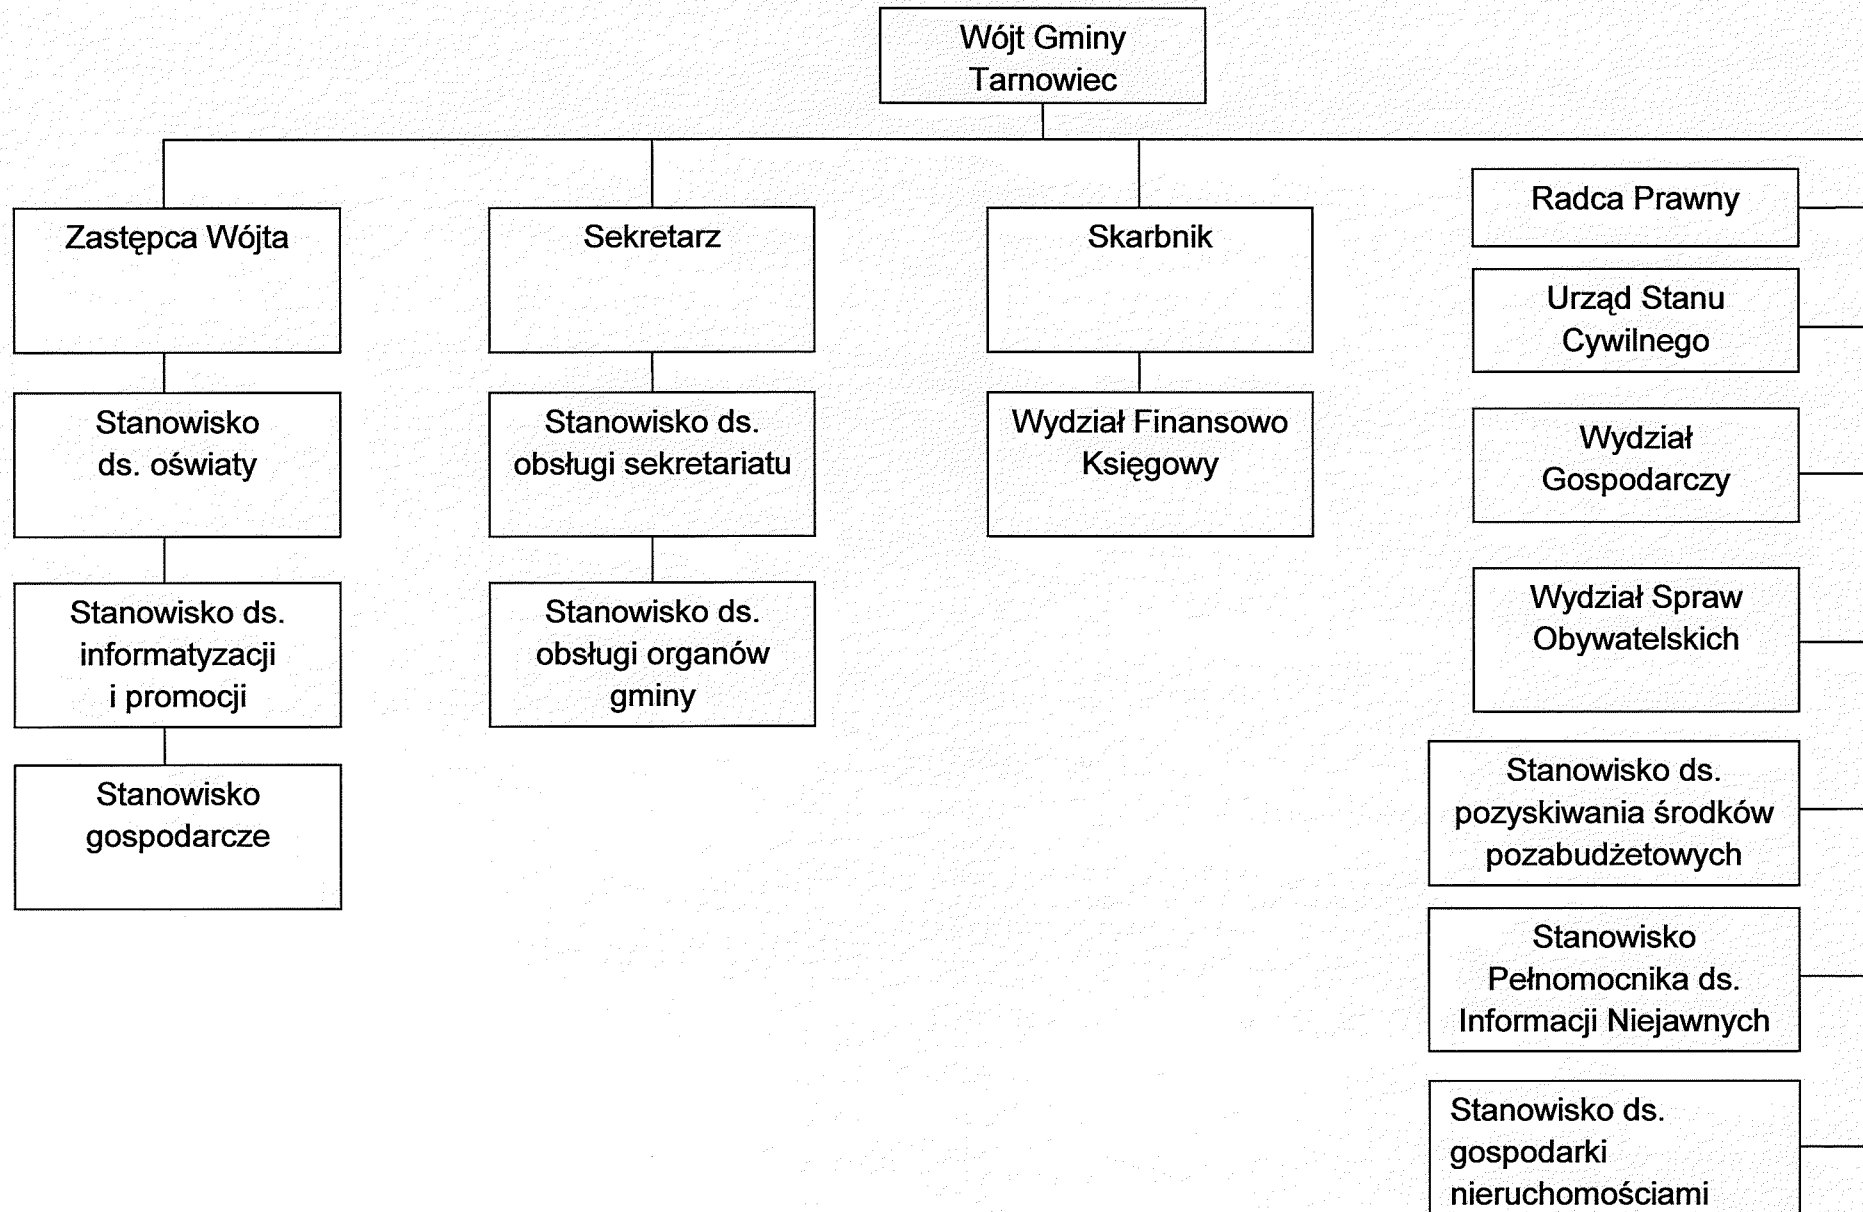 Wójt Gminy
Tarnowiec
Zastępca Wójta
Stanowisko
ds. oświaty
Stanowisko ds.
informatyzacji
i promocji
Stanowisko
gospodarcze
Sekretarz
Stanowisko ds.
obsługi sekretariatu
Stanowisko ds.
obsługi organów
gminy
Skarbnik
Wydział Finansowo
Księgowy
Radca Prawny
Urząd Stanu
Cywilnego
Wydział
Gospodarczy
Wydział Spraw
Obywatelskich
Stanowisko ds.
pozyskiwania środków
pozabudżetowych
Stanowisko
Pełnomocnika ds.
Informacji Niejawnych
Stanowisko ds.
gospodarki
nieruchomościami